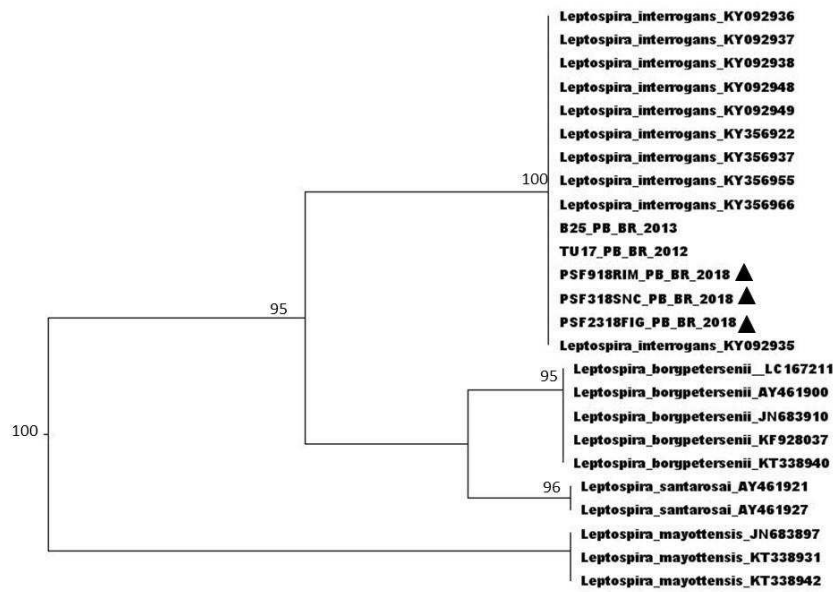 Leptospira_interrogans_KY092936
Leptospira_interrogans_KY092937
Leptospira_interrogans_KY092938
Leptospira_interrogans_KY092948
Leptospira_interrogans_KY092949
Leptospira_interrogans_KY356922
Leptospira_interrogans_KY356937
Leptospira_interrogans_KY356955
100
Leptospira_interrogans_KY356966
B25_PB_BR_2013
TU17_PB_BR_2012
PSF918RIM_PB_BR_2018
PSF318SNC_PB_BR_2018
95
PSF2318FIG_PB_BR_2018
Leptospira_interrogans_KY092935
Leptospira_borgpetersenii__LC167211
95
Leptospira_borgpetersenii_AY461900
Leptospira_borgpetersenii_JN683910
100
Leptospira_borgpetersenii_KF928037
Leptospira_borgpetersenii_KT338940
96
Leptospira_santarosai_AY461921
Leptospira_santarosai_AY461927
Leptospira_mayottensis_JN683897
Leptospira_mayottensis_KT338931
Leptospira_mayottensis_KT338942